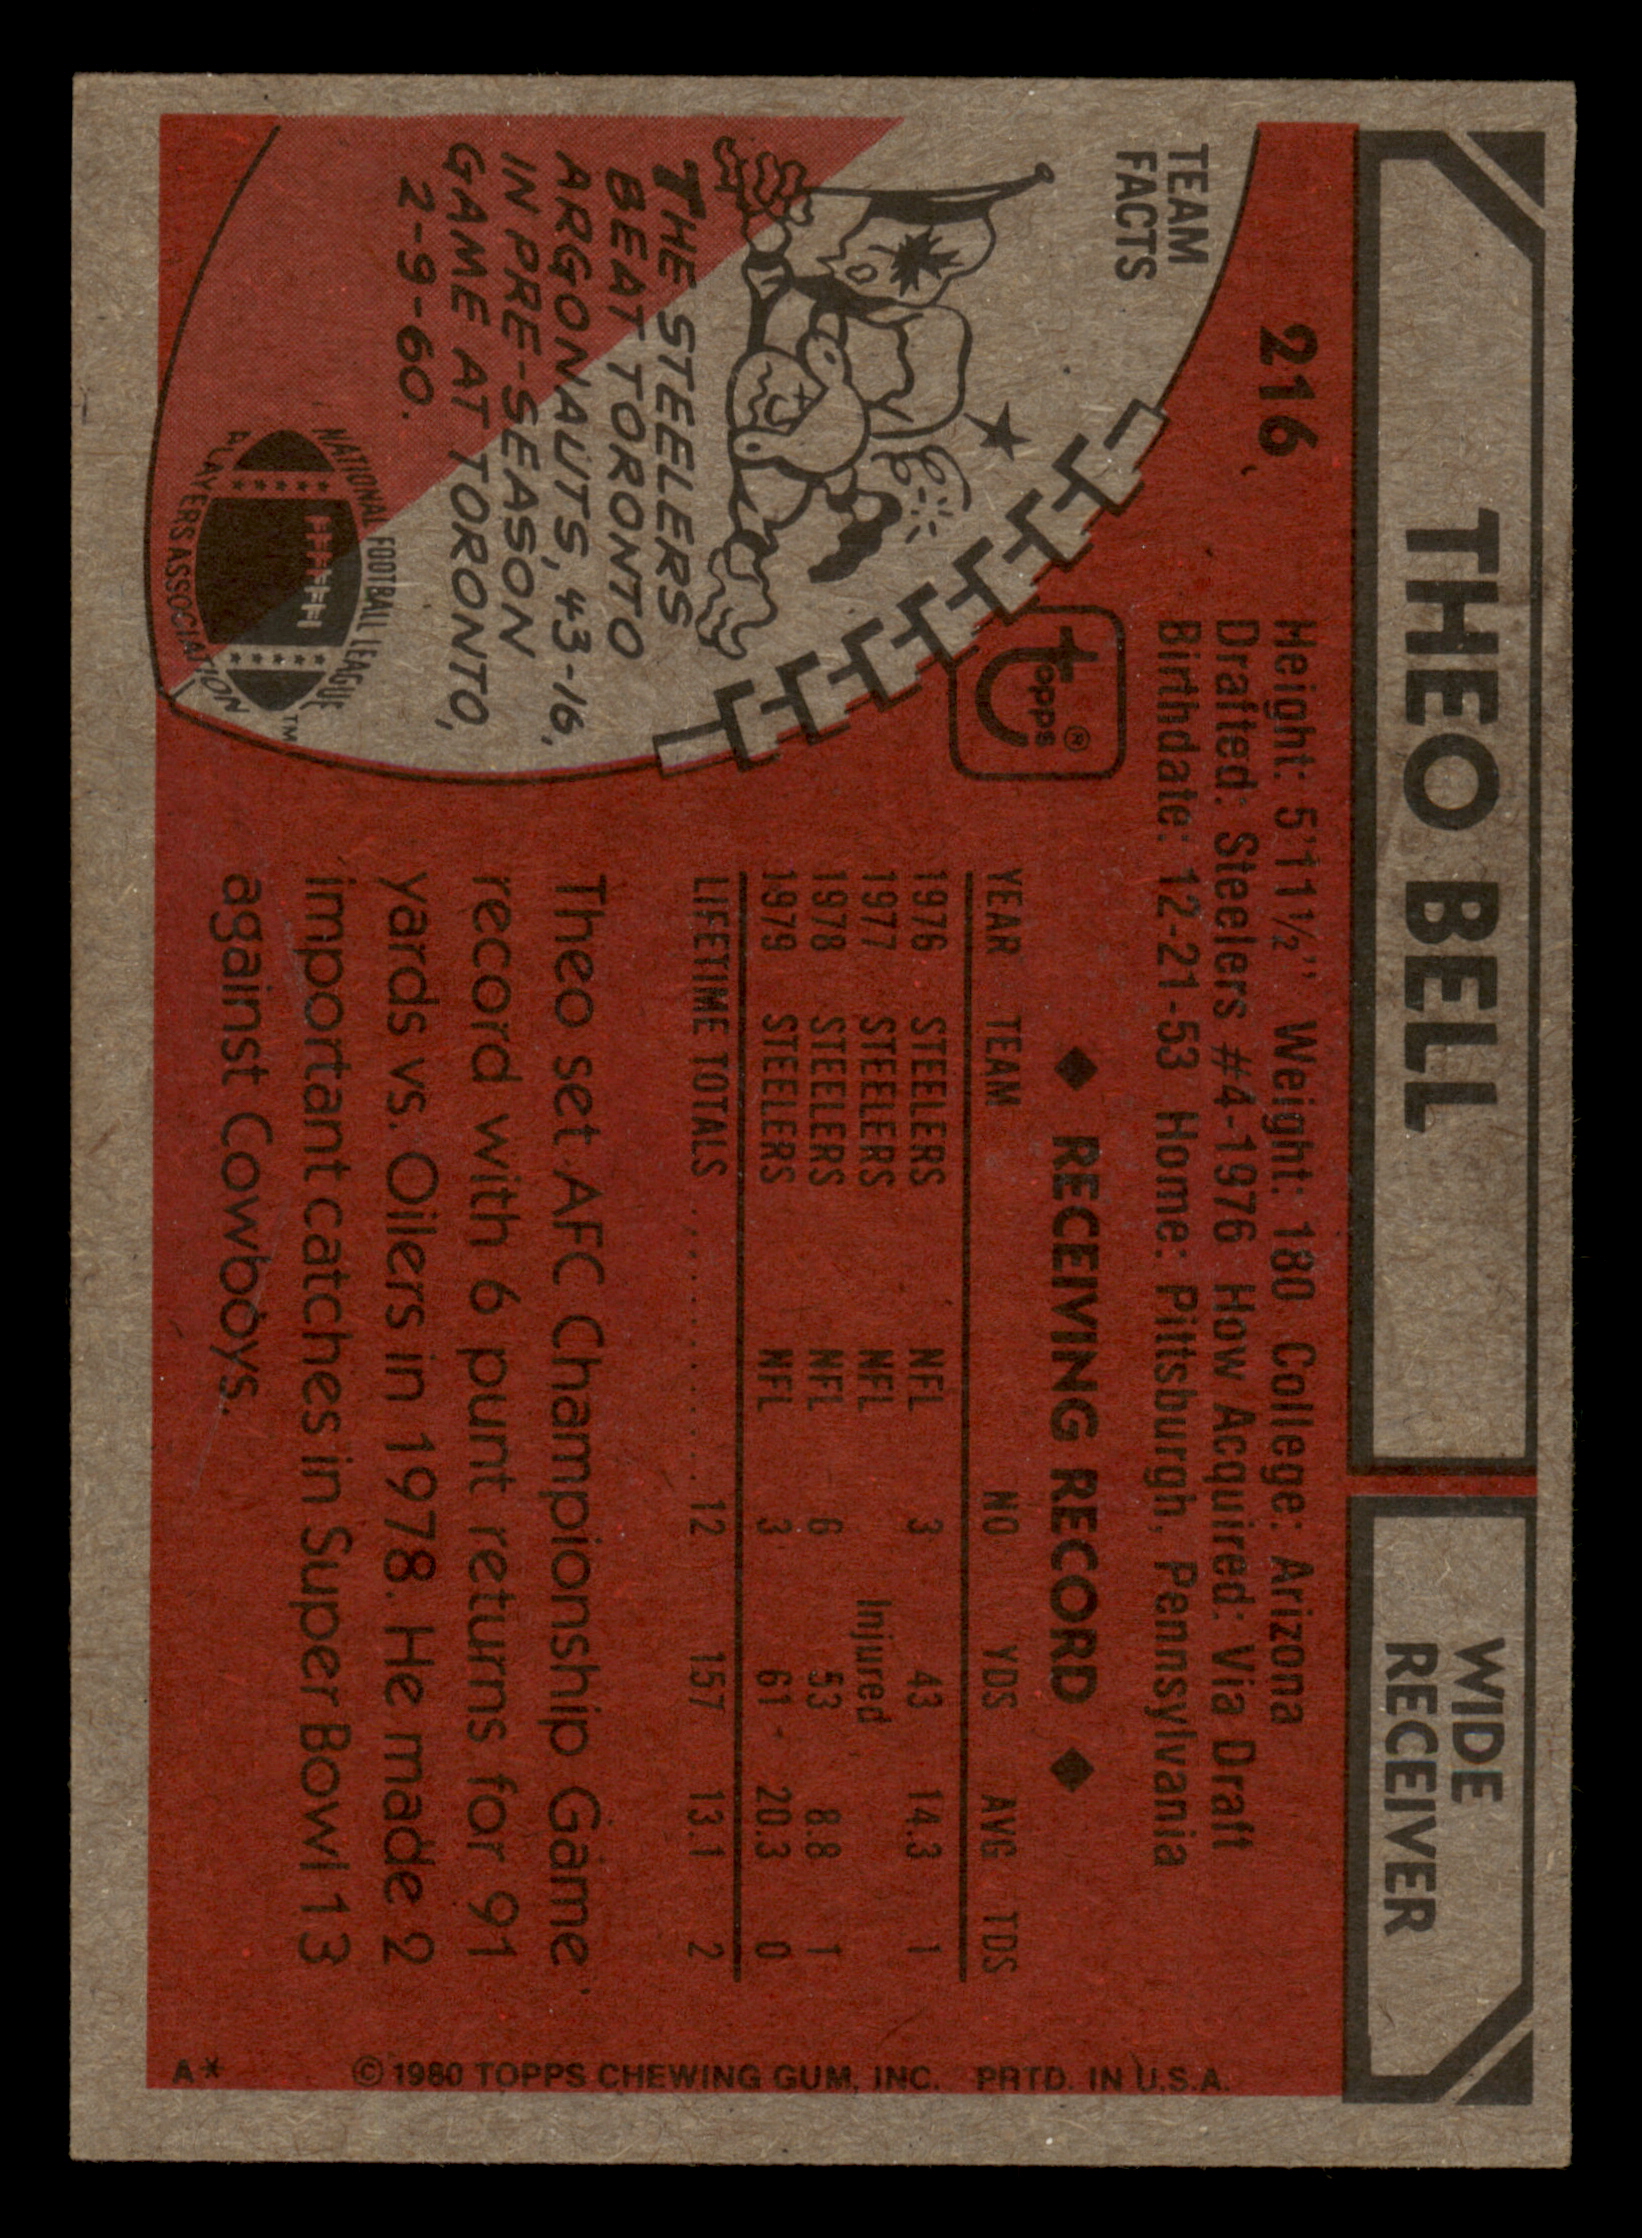 THEO BELL
WIDE
RECEIVER
216
Height: 5'11½" Weight: 180 College: Arizona
Drafted: Steelers #4-1976 How Acquired: Via Draft
Birthdate: 12-21-53 Home: Pittsburgh, Pennsylvania
TEAM
FACTS
topps®
THE STEELERS
BEAT TORONTO
ARGONAUTS, 43-16,
IN PRE-SEASON
GAME AT TORONTO,
2-9-60.
NATIONAL FOOTBALL LEAGUE
PLAYERS ASSOCIATION
TM
◆ RECEIVING RECORD ◆
YEAR TEAM NO YDS AVG TDS
1976 STEELERS NFL 3 43 14.3 1
1977 STEELERS NFL Injured
1978 STEELERS NFL 6 53 8.8 1
1979 STEELERS NFL 3 61 20.3 0
LIFETIME TOTALS .................. 12 157 13.1 2
Theo set AFC Championship Game
record with 6 punt returns for 91
yards vs. Oilers in 1978. He made 2
important catches in Super Bowl 13
against Cowboys.
A* © 1980 TOPPS CHEWING GUM, INC. PRTD. IN U.S.A.